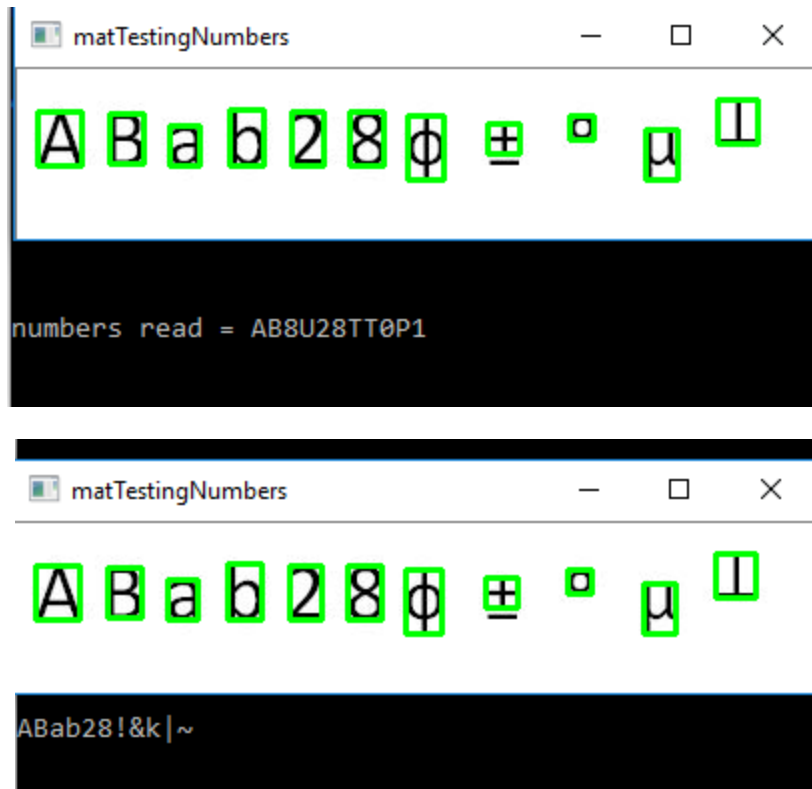 matTestingNumbers
A B a b 2 8 ϕ ± ° µ ⊥
numbers read = AB8U28TT0P1
matTestingNumbers
A B a b 2 8 ϕ ± ° µ ⊥
ABab28!&k|~